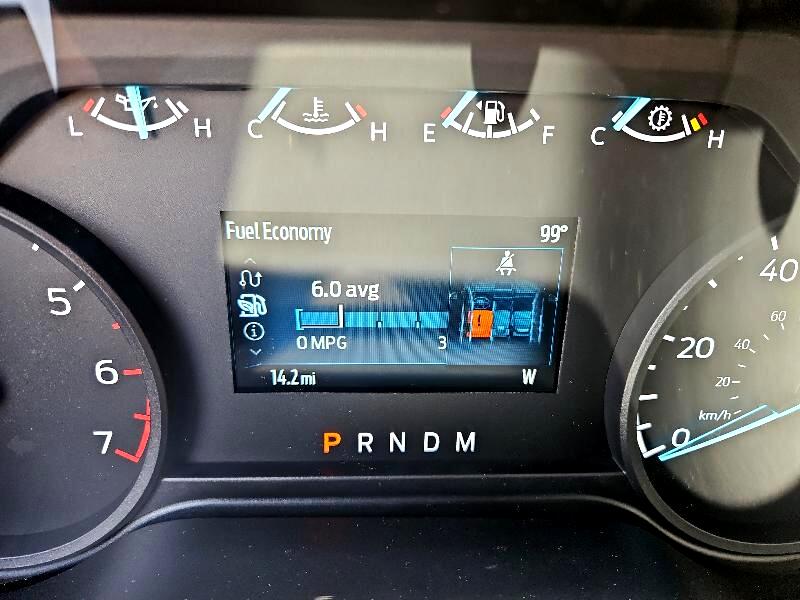 L H C H E F C H
Fuel Economy 99°
6.0 avg
0 MPG 3
14.2 mi W
P R N D M
5
6
7
40
20
0
60
40
20
km/h